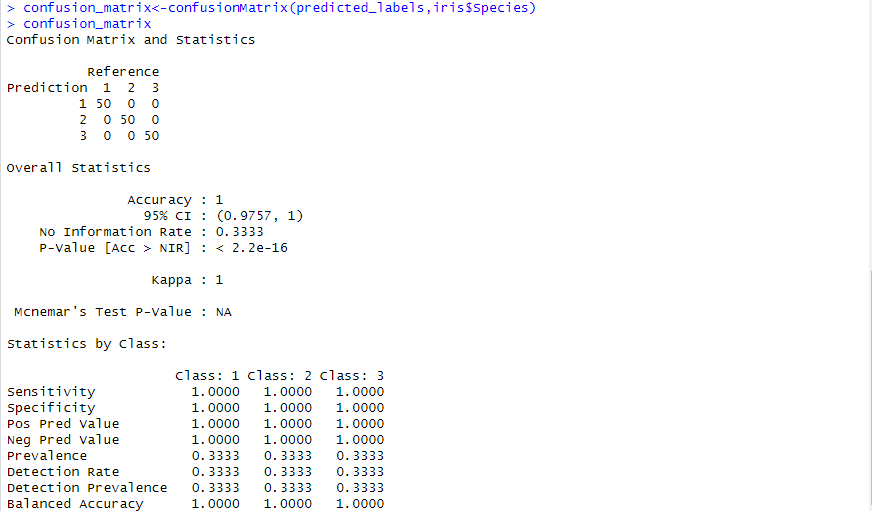 > confusion_matrix<-confusionMatrix(predicted_labels,iris$Species)
> confusion_matrix
Confusion Matrix and Statistics
Reference
Prediction 1 2 3
1 50 0 0
2 0 50 0
3 0 0 50
Overall Statistics
Accuracy : 1
95% CI : (0.9757, 1)
No Information Rate : 0.3333
P-Value [Acc > NIR] : < 2.2e-16
Kappa : 1
Mcnemar's Test P-Value : NA
Statistics by Class:
Class: 1 Class: 2 Class: 3
Sensitivity 1.0000 1.0000 1.0000
Specificity 1.0000 1.0000 1.0000
Pos Pred Value 1.0000 1.0000 1.0000
Neg Pred Value 1.0000 1.0000 1.0000
Prevalence 0.3333 0.3333 0.3333
Detection Rate 0.3333 0.3333 0.3333
Detection Prevalence 0.3333 0.3333 0.3333
Balanced Accuracy 1.0000 1.0000 1.0000